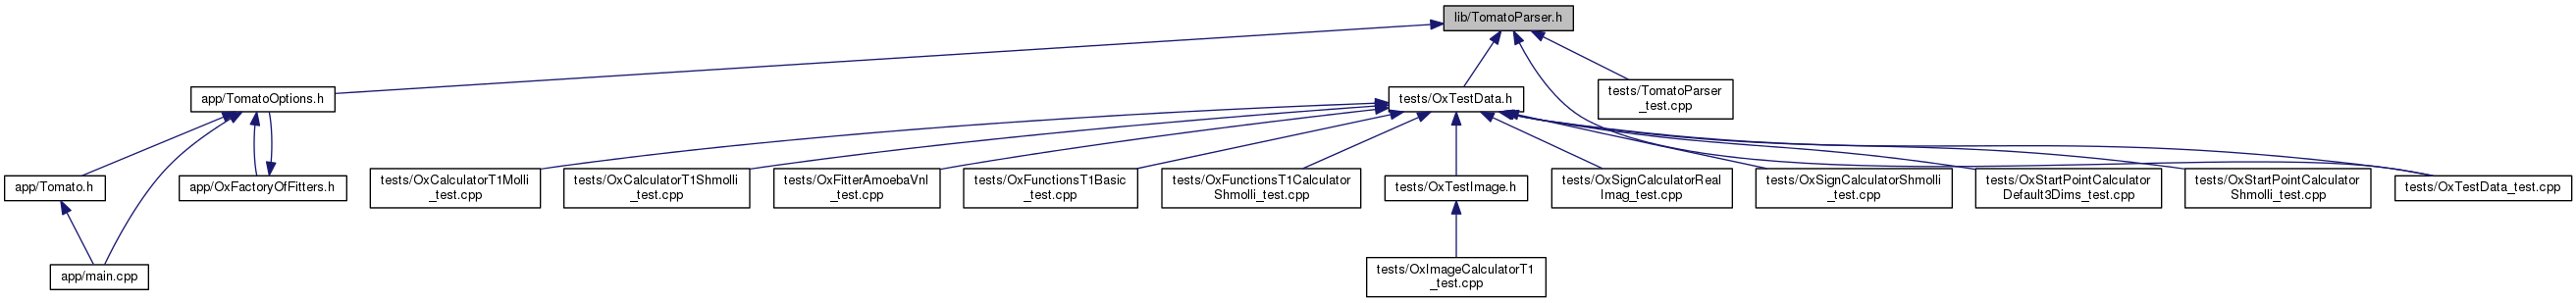 lib/TomatoParser.h
app/TomatoOptions.h
tests/OxTestData.h
tests/TomatoParser
_test.cpp
app/Tomato.h
app/OxFactoryOfFitters.h
tests/OxCalculatorT1Molli
_test.cpp
tests/OxCalculatorT1Shmolli
_test.cpp
tests/OxFitterAmoebaVnl
_test.cpp
tests/OxFunctionsT1Basic
_test.cpp
tests/OxFunctionsT1Calculator
Shmolli_test.cpp
tests/OxTestImage.h
tests/OxSignCalculatorReal
Imag_test.cpp
tests/OxSignCalculatorShmolli
_test.cpp
tests/OxStartPointCalculator
Default3Dims_test.cpp
tests/OxStartPointCalculator
Shmolli_test.cpp
tests/OxTestData_test.cpp
app/main.cpp
tests/OxImageCalculatorT1
_test.cpp